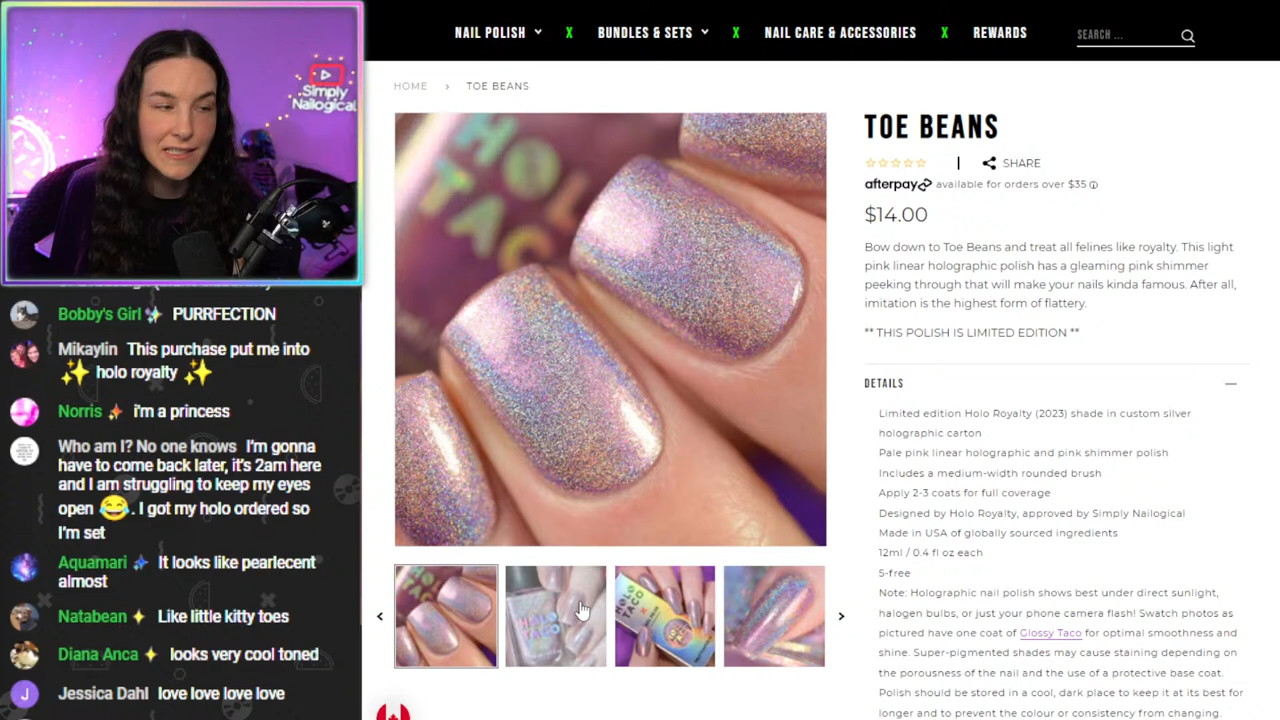 NAIL POLISH X BUNDLES & SETS X NAIL CARE & ACCESSORIES X REWARDS SEARCH ...
Simply
Nailogical
HOME > TOE BEANS
HOLO
TACO
TOE BEANS
SHARE
afterpay available for orders over $35
$14.00
Bow down to Toe Beans and treat all felines like royalty. This light
pink linear holographic polish has a gleaming pink shimmer
peeking through that will make your nails kinda famous. After all,
imitation is the highest form of flattery.
** THIS POLISH IS LIMITED EDITION **
DETAILS
Limited edition Holo Royalty (2023) shade in custom silver
holographic carton
Pale pink linear holographic and pink shimmer polish
Includes a medium-width rounded brush
Apply 2-3 coats for full coverage
Designed by Holo Royalty, approved by Simply Nailogical
Made in USA of globally sourced ingredients
12ml / 0.4 fl oz each
5-free
Note: Holographic nail polish shows best under direct sunlight,
halogen bulbs, or just your phone camera flash! Swatch photos as
pictured have one coat of Glossy Taco for optimal smoothness and
shine. Super-pigmented shades may cause staining depending on
the porousness of the nail and the use of a protective base coat.
Polish should be stored in a cool, dark place to keep it at its best for
longer and to prevent the colour or consistency from changing.
Bobby's Girl PURRFECTION
Mikaylin This purchase put me into
holo royalty
Norris i'm a princess
Who am I? No one knows I'm gonna
have to come back later, it's 2am here
and I am struggling to keep my eyes
open 😂. I got my holo ordered so
I'm set
Aquamari It looks like pearlecent
almost
Natabean Like little kitty toes
Diana Anca looks very cool toned
J Jessica Dahl love love love love
HOLO
TACO
HOLO
TACO